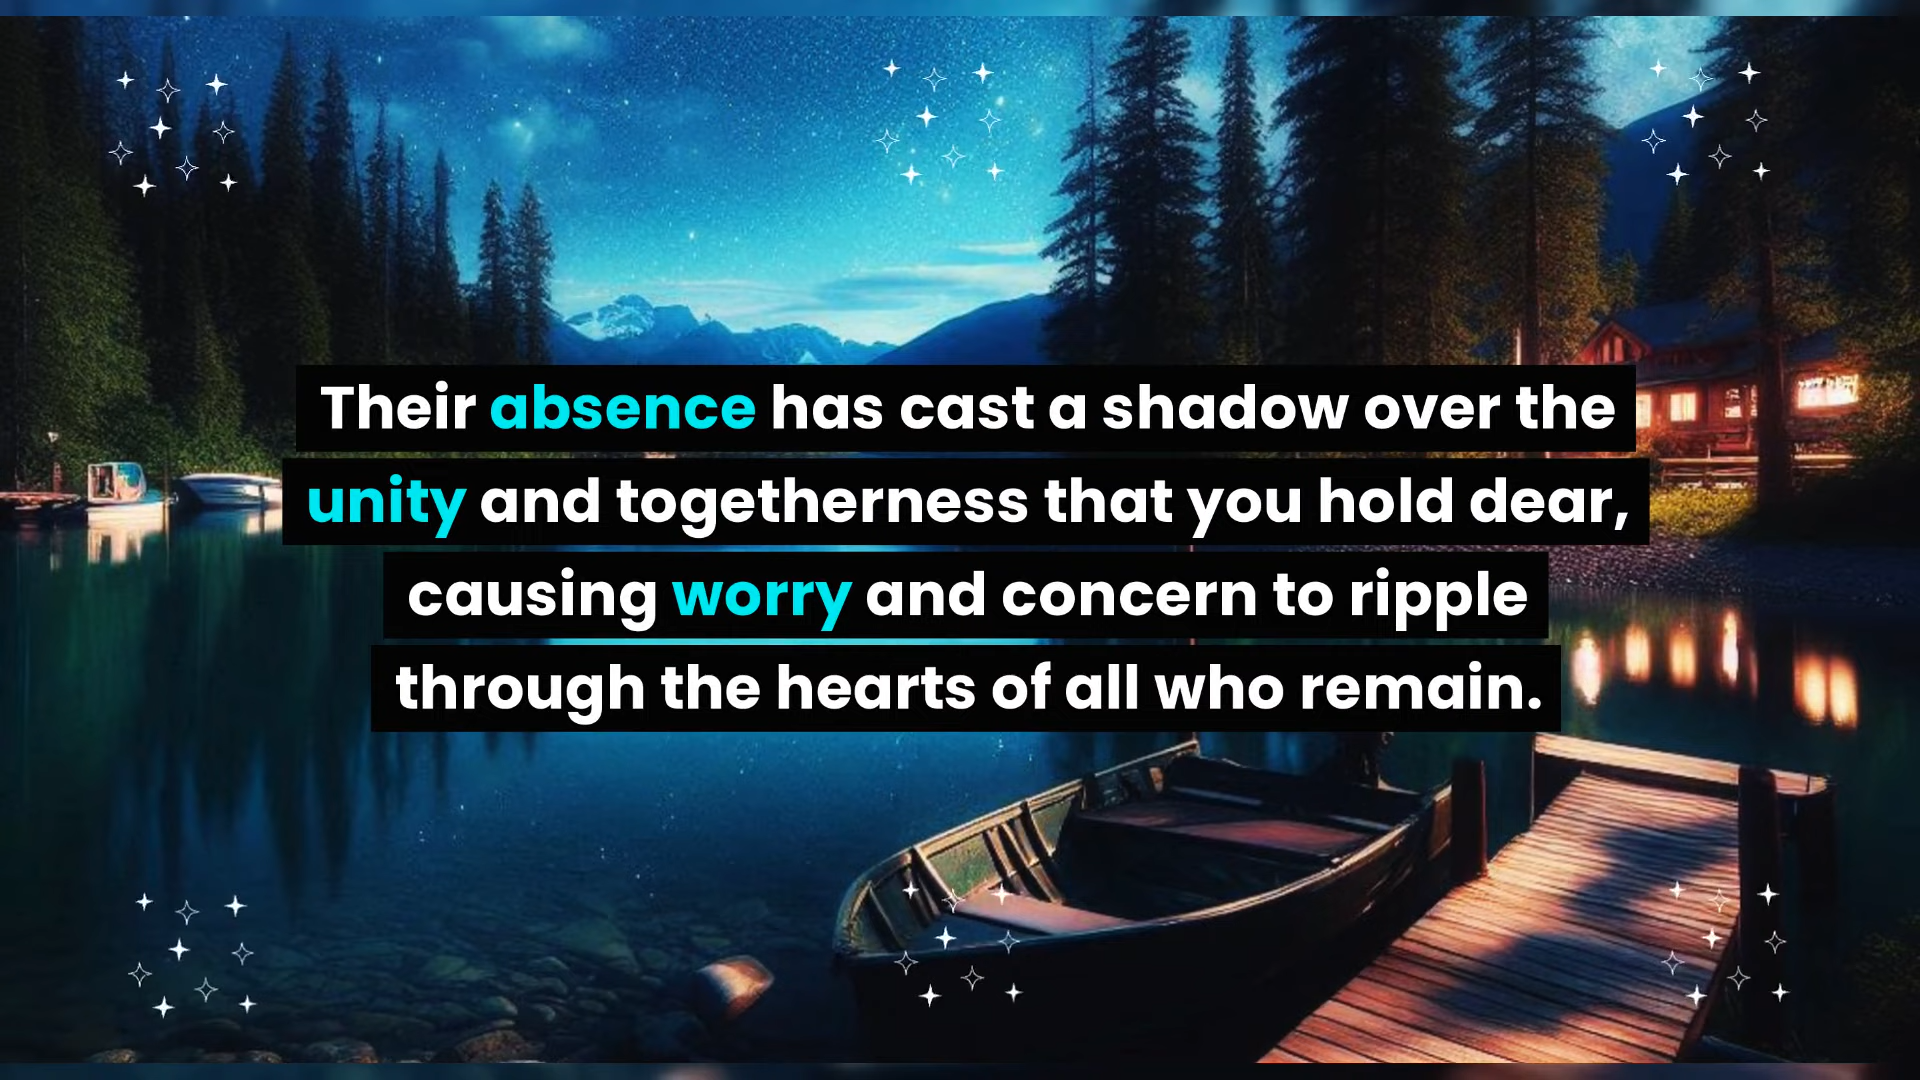 Their absence has cast a shadow over the
unity and togetherness that you hold dear,
causing worry and concern to ripple
through the hearts of all who remain.